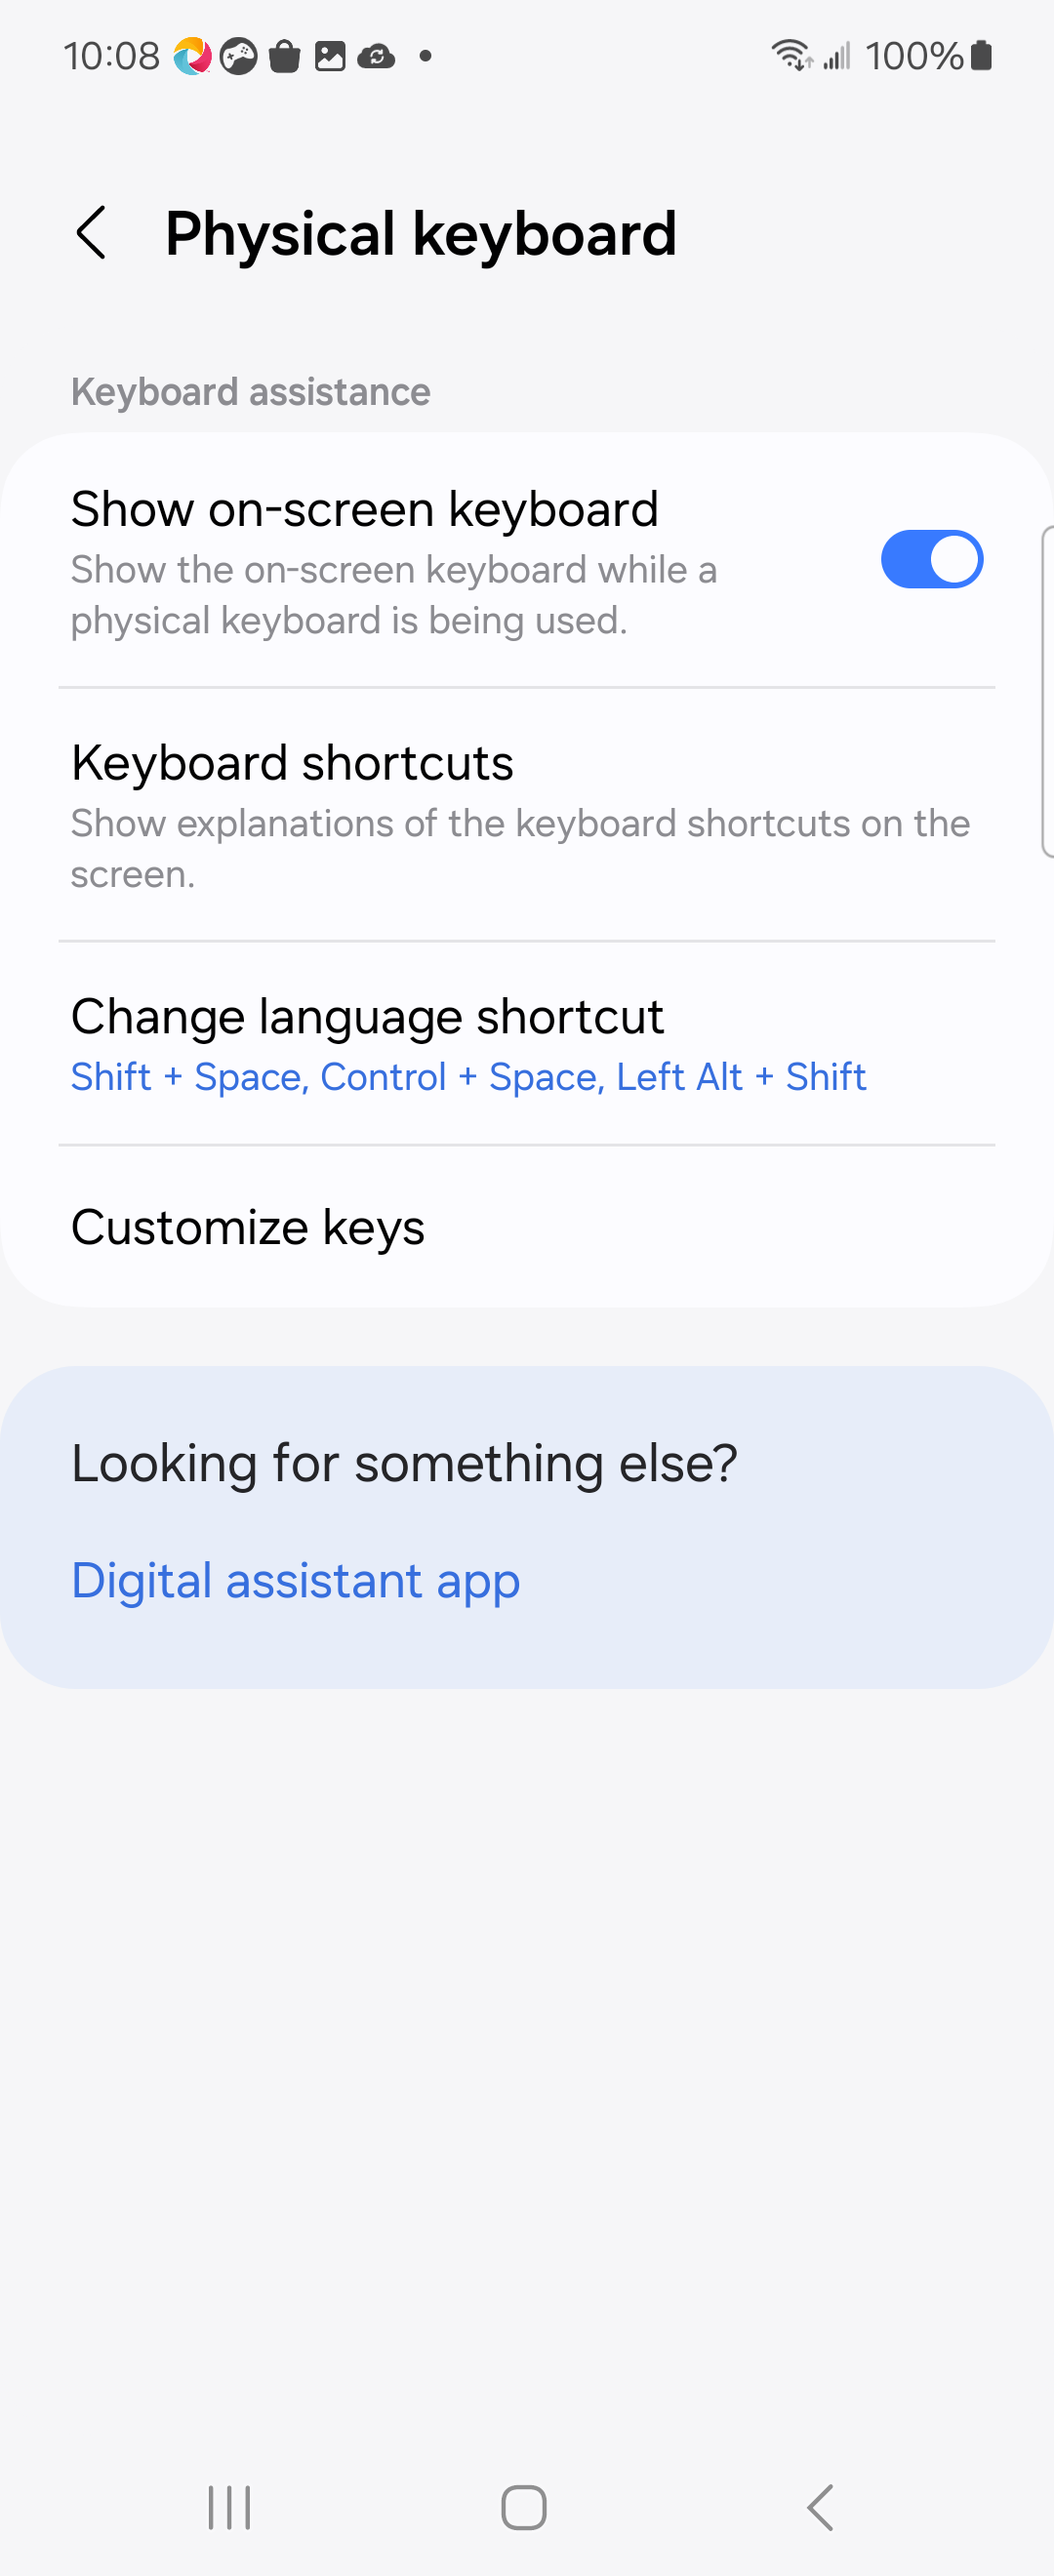 10:08
100%
Physical keyboard
Keyboard assistance
Show on-screen keyboard
Show the on-screen keyboard while a
physical keyboard is being used.
Keyboard shortcuts
Show explanations of the keyboard shortcuts on the
screen.
Change language shortcut
Shift + Space, Control + Space, Left Alt + Shift
Customize keys
Looking for something else?
Digital assistant app